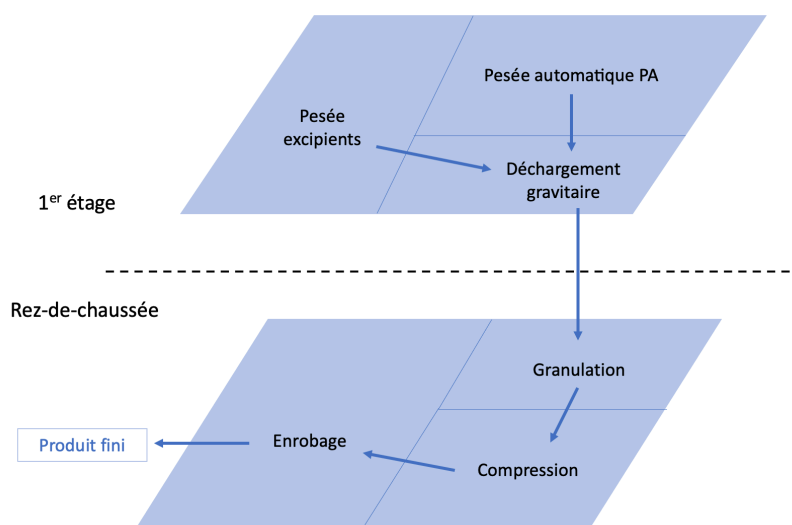 Pesée automatique PA
Pesée
excipients
Déchargement
gravitaire
1er étage
Rez-de-chaussée
Granulation
Produit fini
Enrobage
Compression